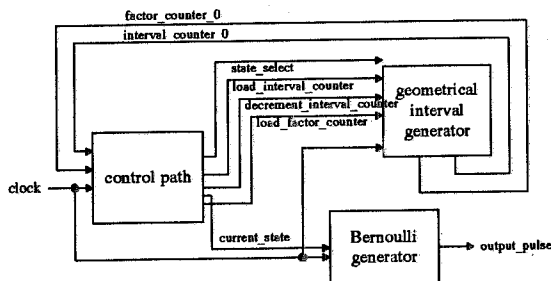 factor_counter_0
interval_counter_0
state_select
load_interval_counter
decrement_interval_counter
load_factor_counter
geometrical
interval
generator
control path
clock
current_state
Bernoulli
generator
output_pulse